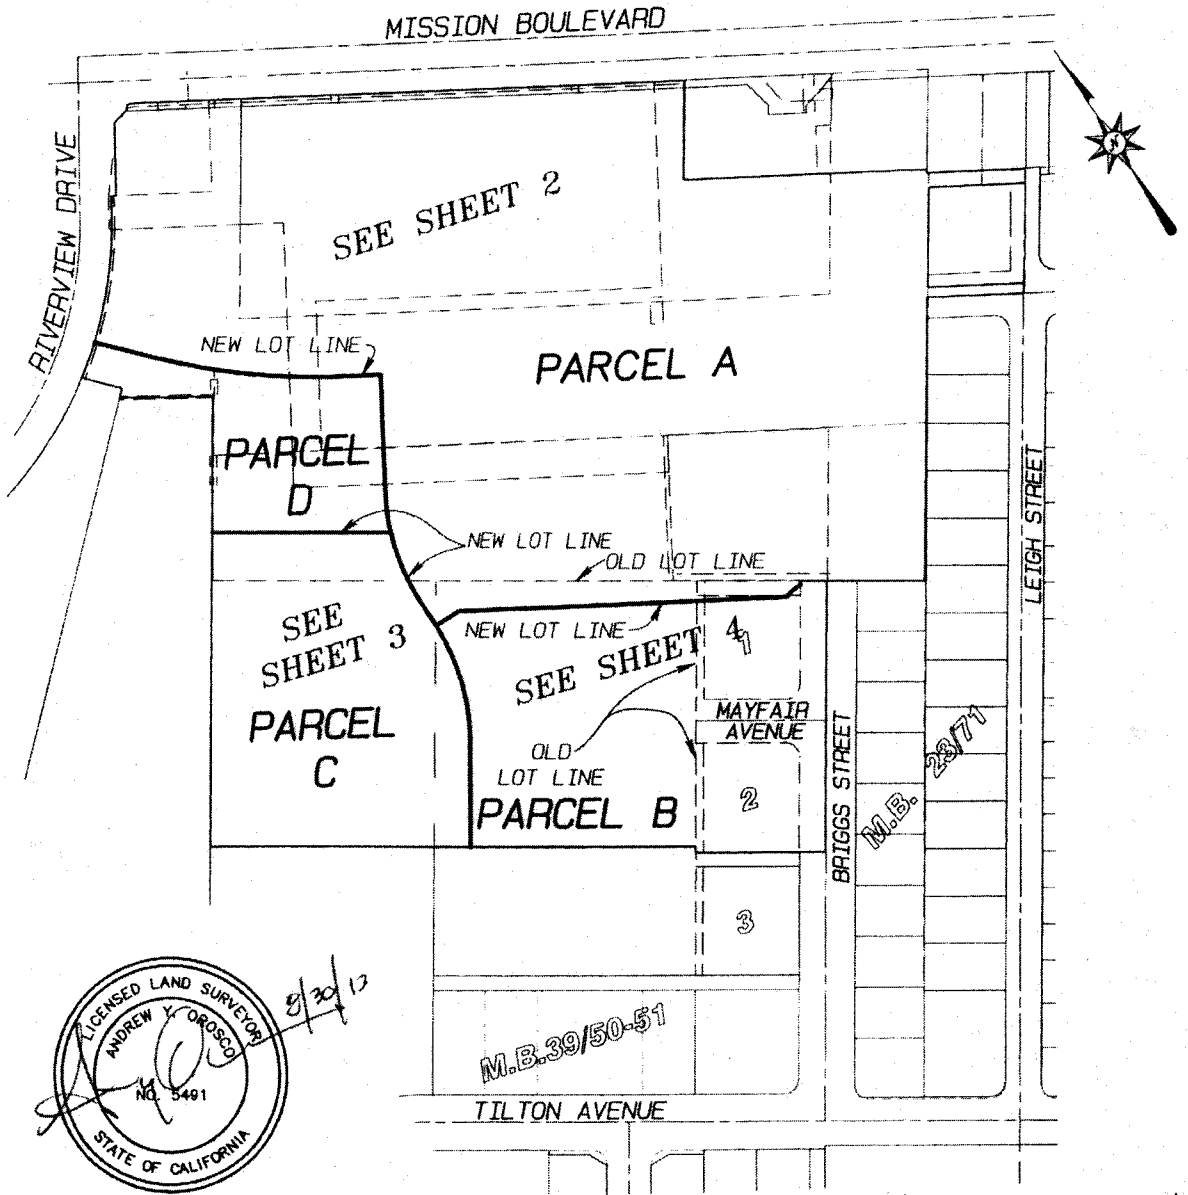 MISSION BOULEVARD
RIVERVIEW DRIVE
N
SEE SHEET 2
NEW LOT LINE
PARCEL A
PARCEL
D
NEW LOT LINE
OLD LOT LINE
LEIGH STREET
SEE
SHEET 3
NEW LOT LINE
SEE SHEET 4
1
PARCEL
C
MAYFAIR
AVENUE
OLD
LOT LINE
PARCEL B
2
BRIGGS STREET
M.B. 23/71
3
LICENSED LAND SURVEYOR
ANDREW Y. OROSCO
NO. 5491
STATE OF CALIFORNIA
M.B.39/50-51
TILTON AVENUE